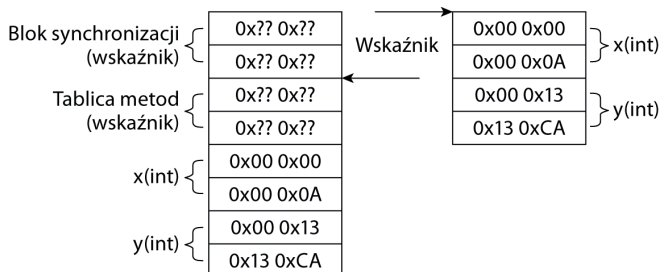 Blok synchronizacji
(wskaźnik)
Tablica metod
(wskaźnik)
x(int)
y(int)
0x?? 0x??
0x?? 0x??
0x?? 0x??
0x?? 0x??
0x00 0x00
0x00 0x0A
0x00 0x13
0x13 0xCA
Wskaźnik
0x00 0x00
0x00 0x0A
0x00 0x13
0x13 0xCA
x(int)
y(int)